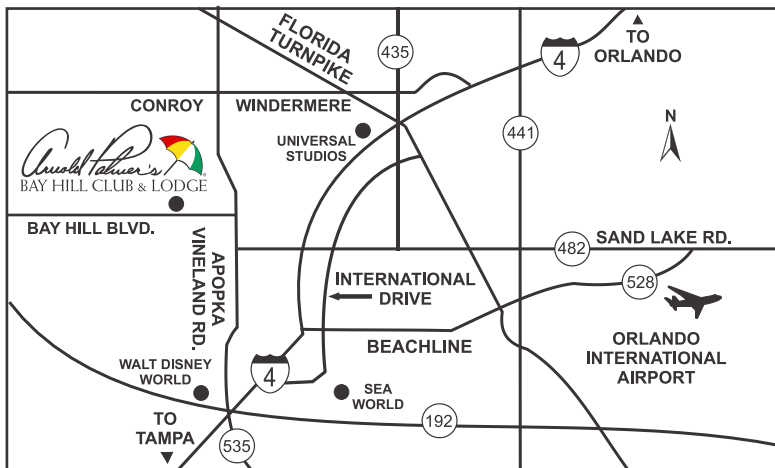 FLORIDA
TURNPIKE
435
4
TO
ORLANDO
CONROY WINDERMERE
UNIVERSAL
STUDIOS
441
N
Arnold Palmer's
BAY HILL CLUB & LODGE
BAY HILL BLVD.
APOPKA
VINELAND RD.
482
SAND LAKE RD.
INTERNATIONAL
DRIVE
528
BEACHLINE
ORLANDO
INTERNATIONAL
AIRPORT
WALT DISNEY
WORLD
4
SEA
WORLD
TO
TAMPA
535
192